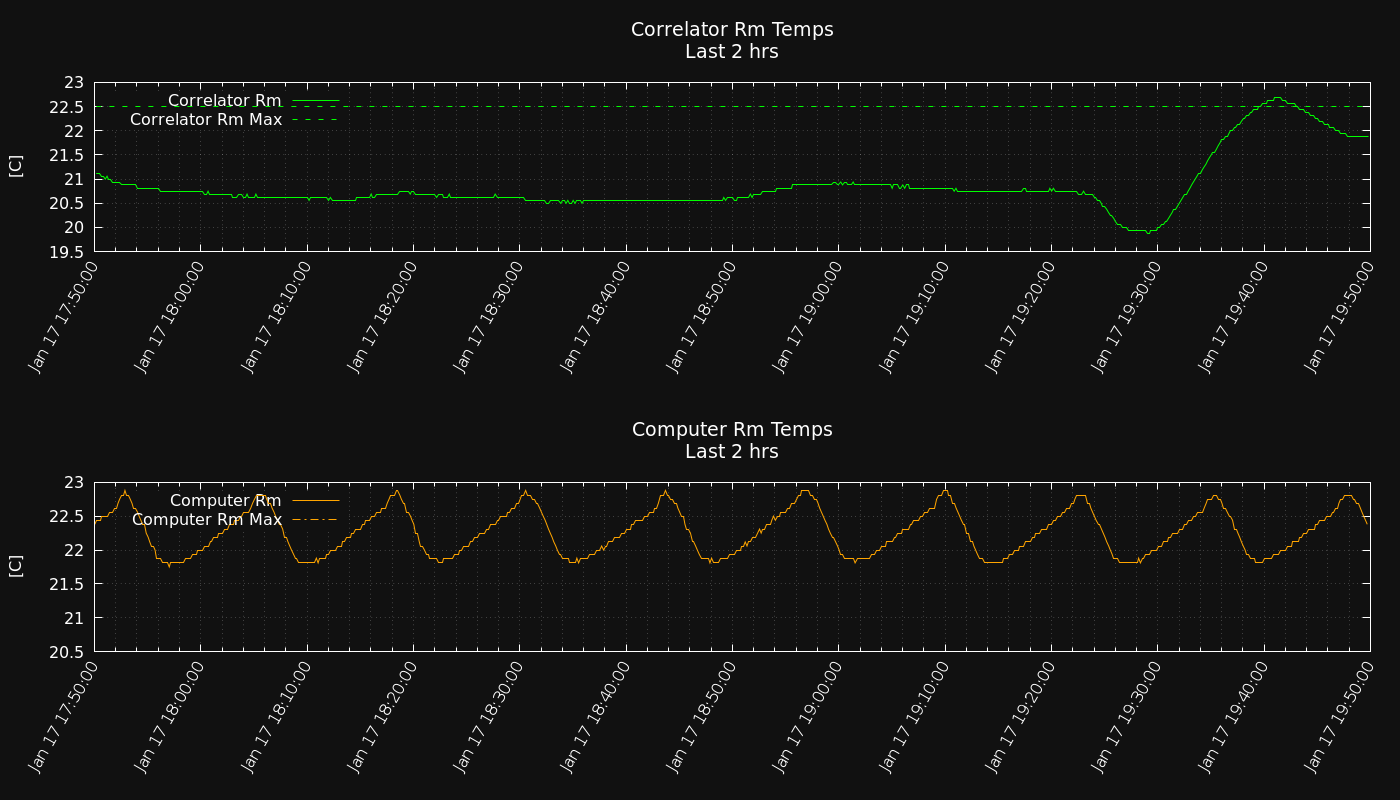 Correlator Rm Temps
Last 2 hrs
23
22.5
22
21.5
21
20.5
20
19.5
[C]
Correlator Rm
Correlator Rm Max
Jan 17 17:50:00
Jan 17 18:00:00
Jan 17 18:10:00
Jan 17 18:20:00
Jan 17 18:30:00
Jan 17 18:40:00
Jan 17 18:50:00
Jan 17 19:00:00
Jan 17 19:10:00
Jan 17 19:20:00
Jan 17 19:30:00
Jan 17 19:40:00
Jan 17 19:50:00
Computer Rm Temps
Last 2 hrs
23
22.5
22
21.5
21
20.5
[C]
Computer Rm
Computer Rm Max
Jan 17 17:50:00
Jan 17 18:00:00
Jan 17 18:10:00
Jan 17 18:20:00
Jan 17 18:30:00
Jan 17 18:40:00
Jan 17 18:50:00
Jan 17 19:00:00
Jan 17 19:10:00
Jan 17 19:20:00
Jan 17 19:30:00
Jan 17 19:40:00
Jan 17 19:50:00